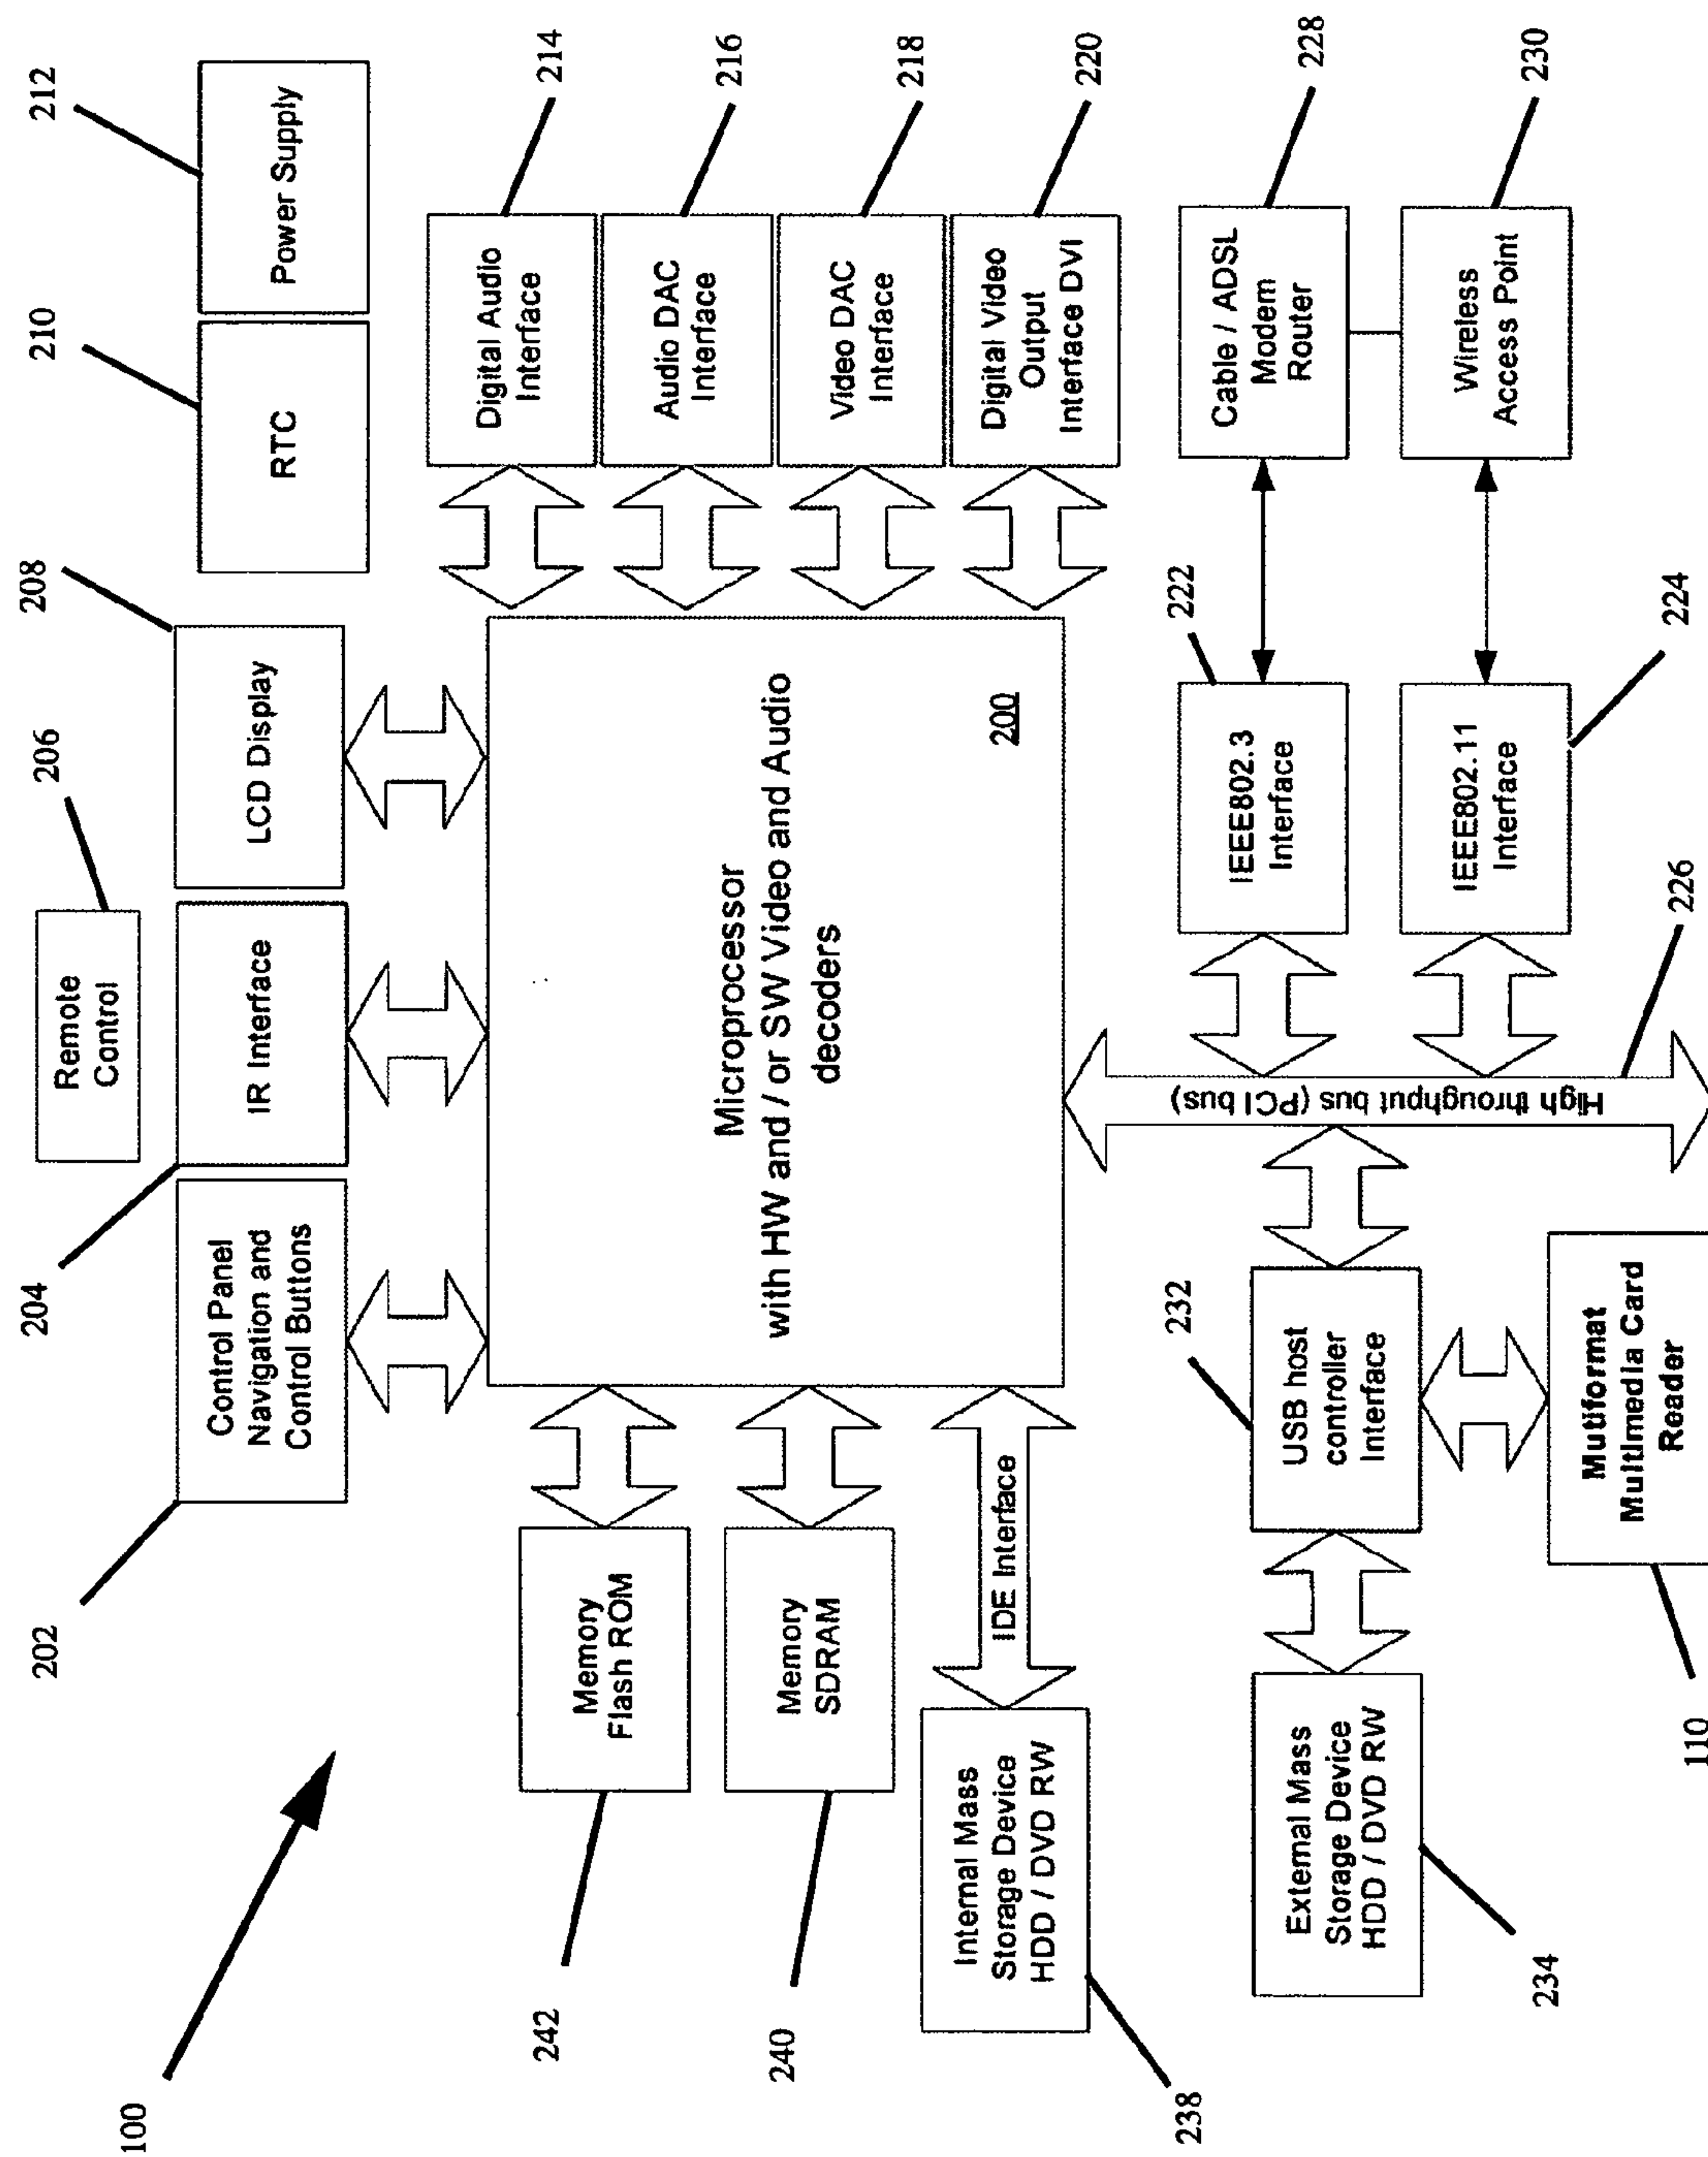 100
202
204
206
208
210
212
Control Panel
Navigation and
Control Buttons
IR Interface
Remote
Control
LCD Display
RTC
Power Supply
242
Memory
Flash ROM
240
Memory
SDRAM
238
Internal Mass
Storage Device
HDD / DVD RW
IDE Interface
Microprocessor
with HW and / or SW Video and Audio
decoders
200
Digital Audio
Interface
214
Audio DAC
Interface
216
Video DAC
Interface
218
Digital Video
Output
Interface DVI
220
234
External Mass
Storage Device
HDD / DVD RW
232
USB host
controller
Interface
110
Mutiformat
Multimedia Card
Reader
High throughput bus (PCI bus)
226
222
IEEE802.3
Interface
224
IEEE802.11
Interface
Cable / ADSL
Modem
Router
228
Wireless
Access Point
230